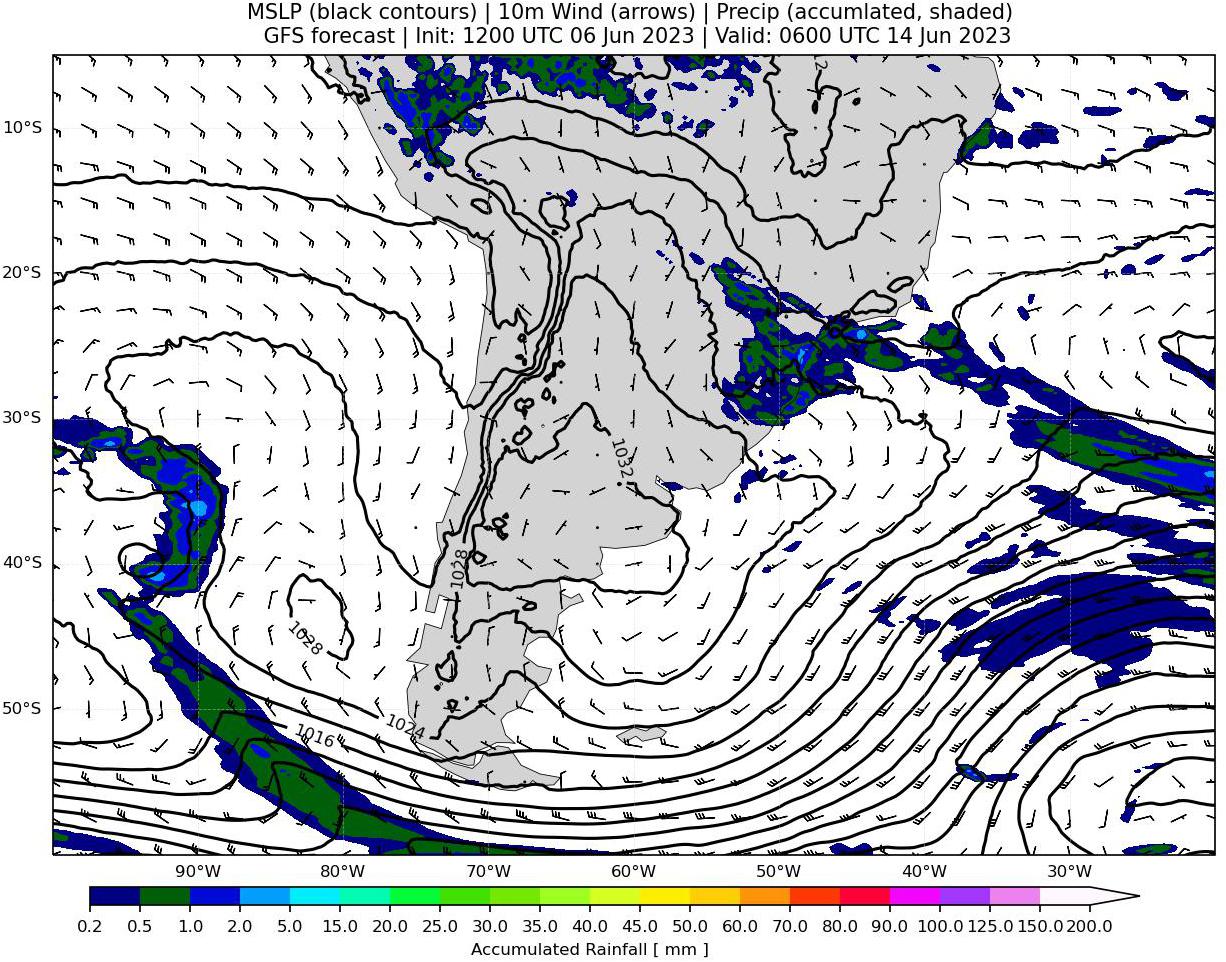 MSLP (black contours) | 10m Wind (arrows) | Precip (accumlated, shaded)
GFS forecast | Init: 1200 UTC 06 Jun 2023 | Valid: 0600 UTC 14 Jun 2023
10°S
20°S
30°S
1032
40°S
1028
1028
50°S
1024
1016
90°W 80°W 70°W 60°W 50°W 40°W 30°W
0.2 0.5 1.0 2.0 5.0 10.0 15.0 20.0 25.0 30.0 35.0 40.0 45.0 50.0 60.0 70.0 80.0 90.0 100.0 125.0 150.0 200.0
Accumulated Rainfall [ mm ]